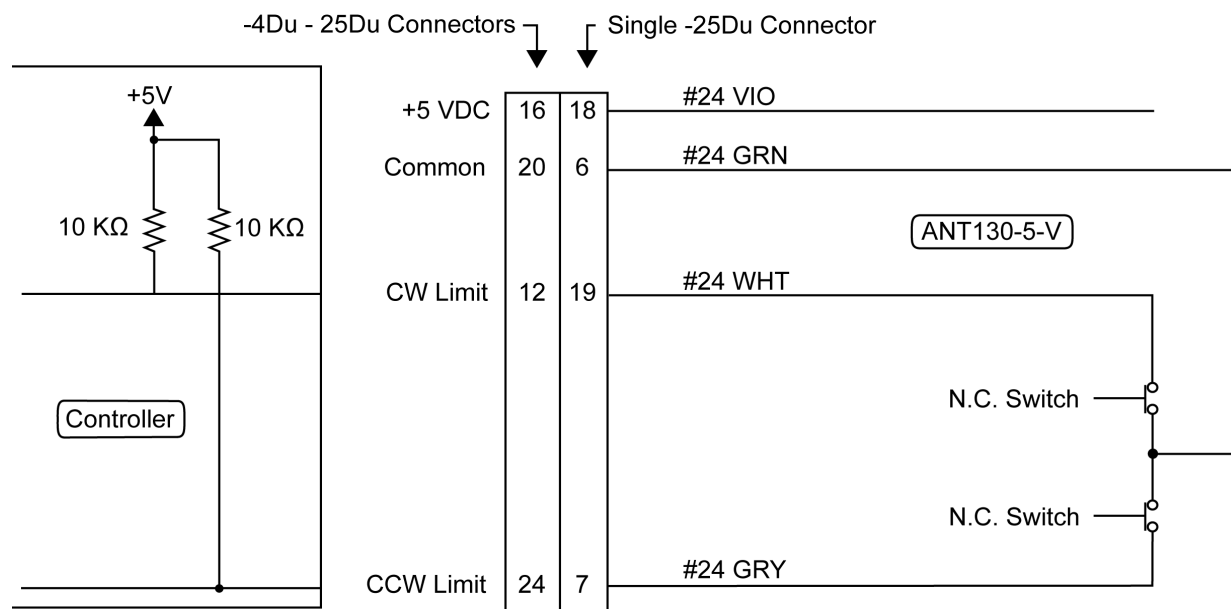 -4Du - 25Du Connectors
Single -25Du Connector
+5V
+5 VDC 16 18 #24 VIO
Common 20 6 #24 GRN
10 KΩ 10 KΩ
ANT130-5-V
CW Limit 12 19 #24 WHT
N.C. Switch
Controller
N.C. Switch
CCW Limit 24 7 #24 GRY